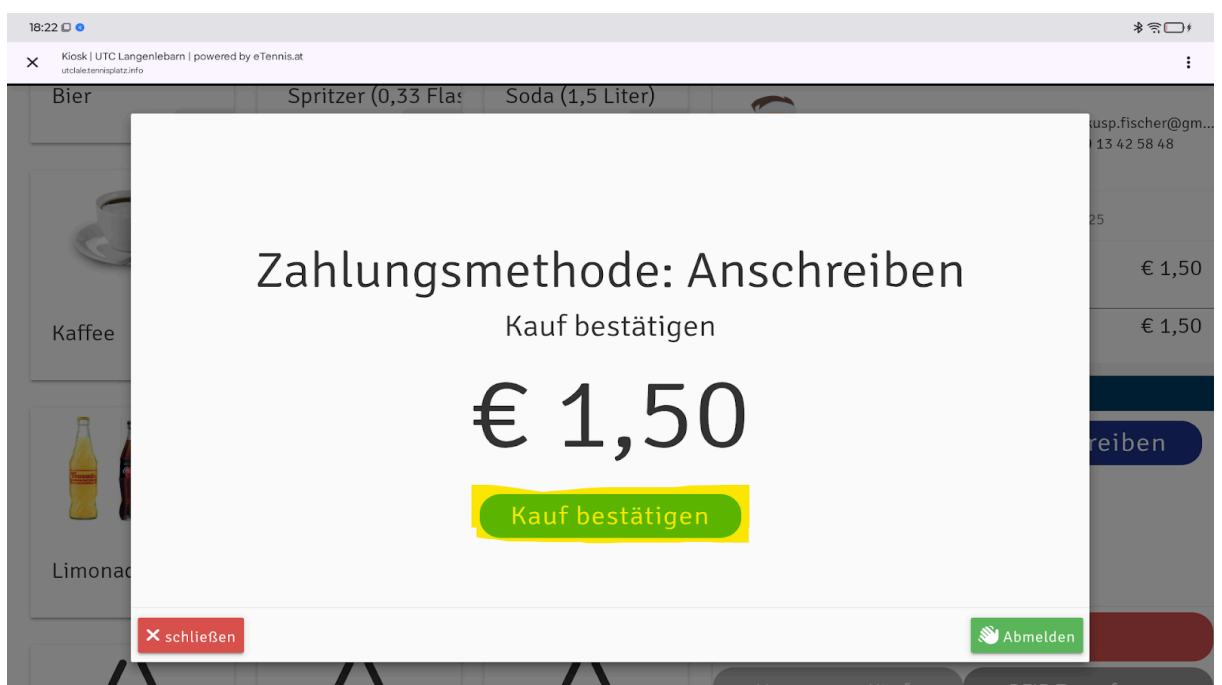 18:22
Kiosk | UTC Langenlebarn | powered by eTennis.at
utclale.tennisplatz.info
Bier
Spritzer (0,33 Flas
Soda (1,5 Liter)
kusp.fischer@gm...
13 42 58 48
25
Zahlungsmethode: Anschreiben
€ 1,50
Kauf bestätigen
Kaffee
€ 1,50
€ 1,50
reiben
Kauf bestätigen
Limonad
schließen
Abmelden